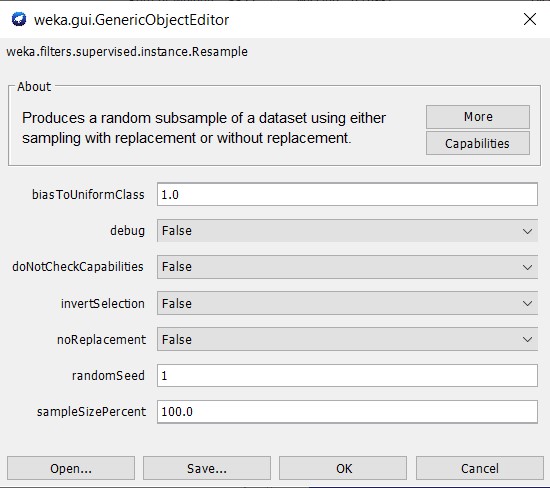 weka.gui.GenericObjectEditor
weka.filters.supervised.instance.Resample
About
Produces a random subsample of a dataset using either
sampling with replacement or without replacement.
More
Capabilities
biasToUniformClass 1.0
debug False
doNotCheckCapabilities False
invertSelection False
noReplacement False
randomSeed 1
sampleSizePercent 100.0
Open... Save... OK Cancel